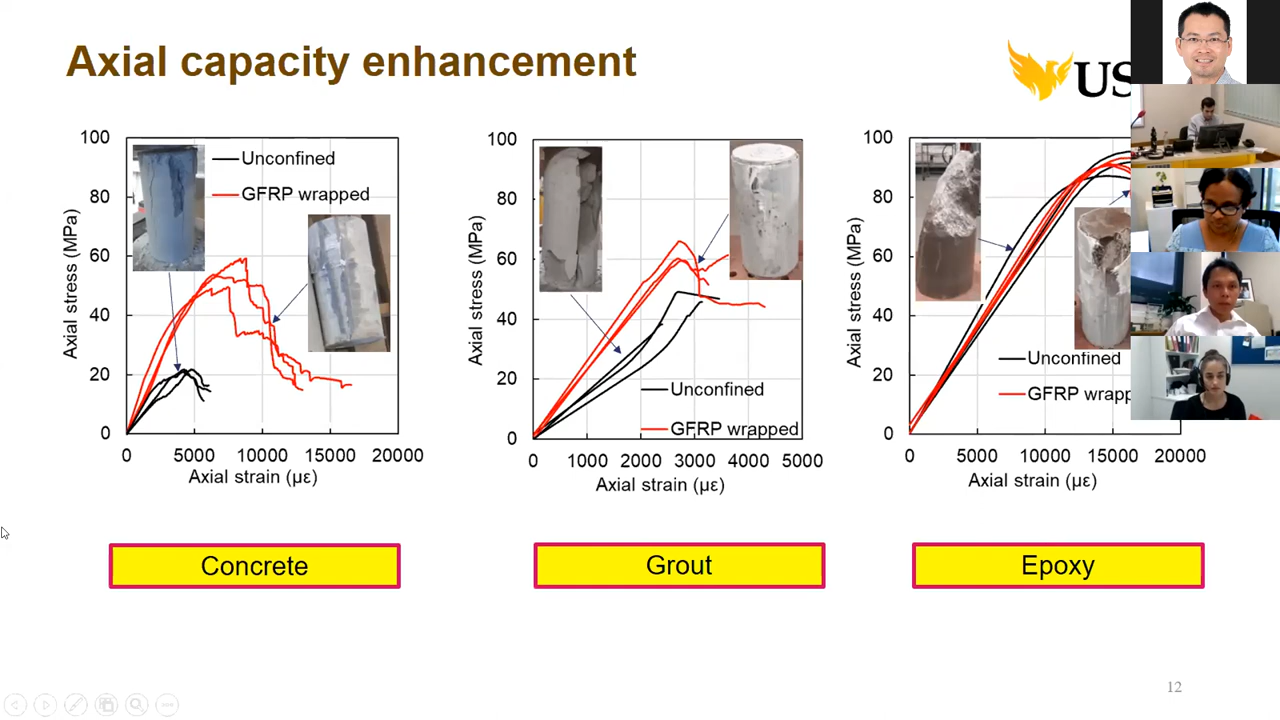 Axial capacity enhancement
US
100
80
60
40
20
0
Axial stress (MPa)
Unconfined
GFRP wrapped
0 5000 10000 15000 20000
Axial strain (με)
100
80
60
40
20
0
Axial stress (MPa)
Unconfined
GFRP wrapped
0 1000 2000 3000 4000 5000
Axial strain (με)
100
80
60
40
20
0
Axial stress (MPa)
Unconfined
GFRP wrapp
0 5000 10000 15000 20000
Axial strain (με)
Concrete
Grout
Epoxy
12